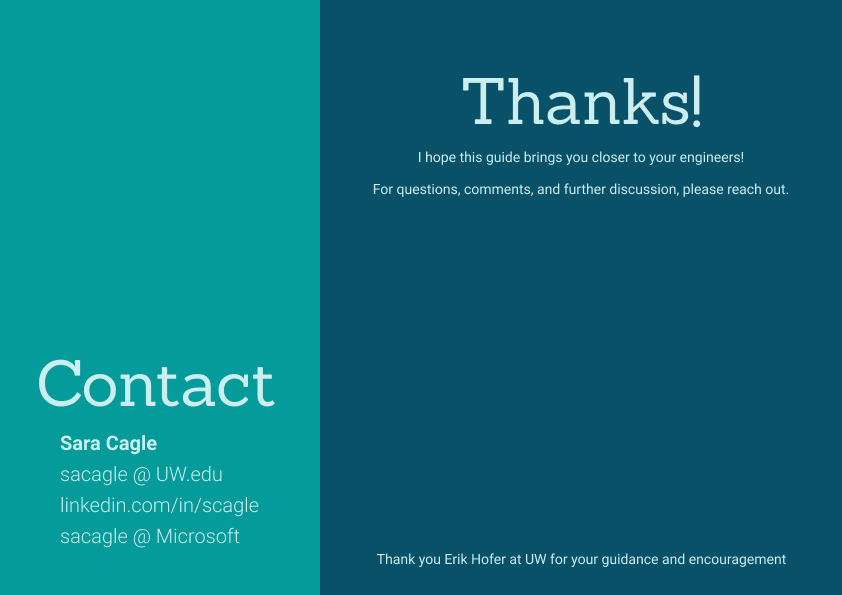 Thanks!
I hope this guide brings you closer to your engineers!
For questions, comments, and further discussion, please reach out.
Contact
Sara Cagle
sacagle @ UW.edu
linkedin.com/in/scagle
sacagle @ Microsoft
Thank you Erik Hofer at UW for your guidance and encouragement